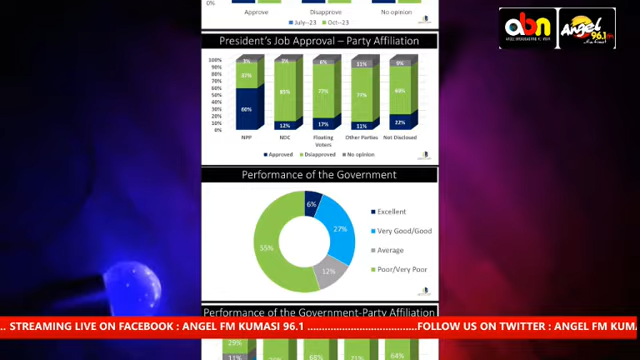 0%
Approve Disapprove No opinion
July--23 Oct--23
abn
Angel
96.1 fm
President's Job Approval – Party Affiliation
100%
90%
80%
70%
60%
50%
40%
30%
20%
10%
0%
3% 3% 6% 11% 9%
37% 85% 77% 77% 69%
60% 12% 17% 11% 22%
NPP NDC Floating Voters Other Parties Not Disclosed
Approved Disapproved No opinion
Performance of the Government
6%
27%
12%
55%
Excellent
Very Good/Good
Average
Poor/Very Poor
Performance of the Government-Party Affiliation
... STREAMING LIVE ON FACEBOOK : ANGEL FM KUMASI 96.1 .......................................FOLLOW US ON TWITTER : ANGEL FM KUMA
29% 68% 71% 64%
11%